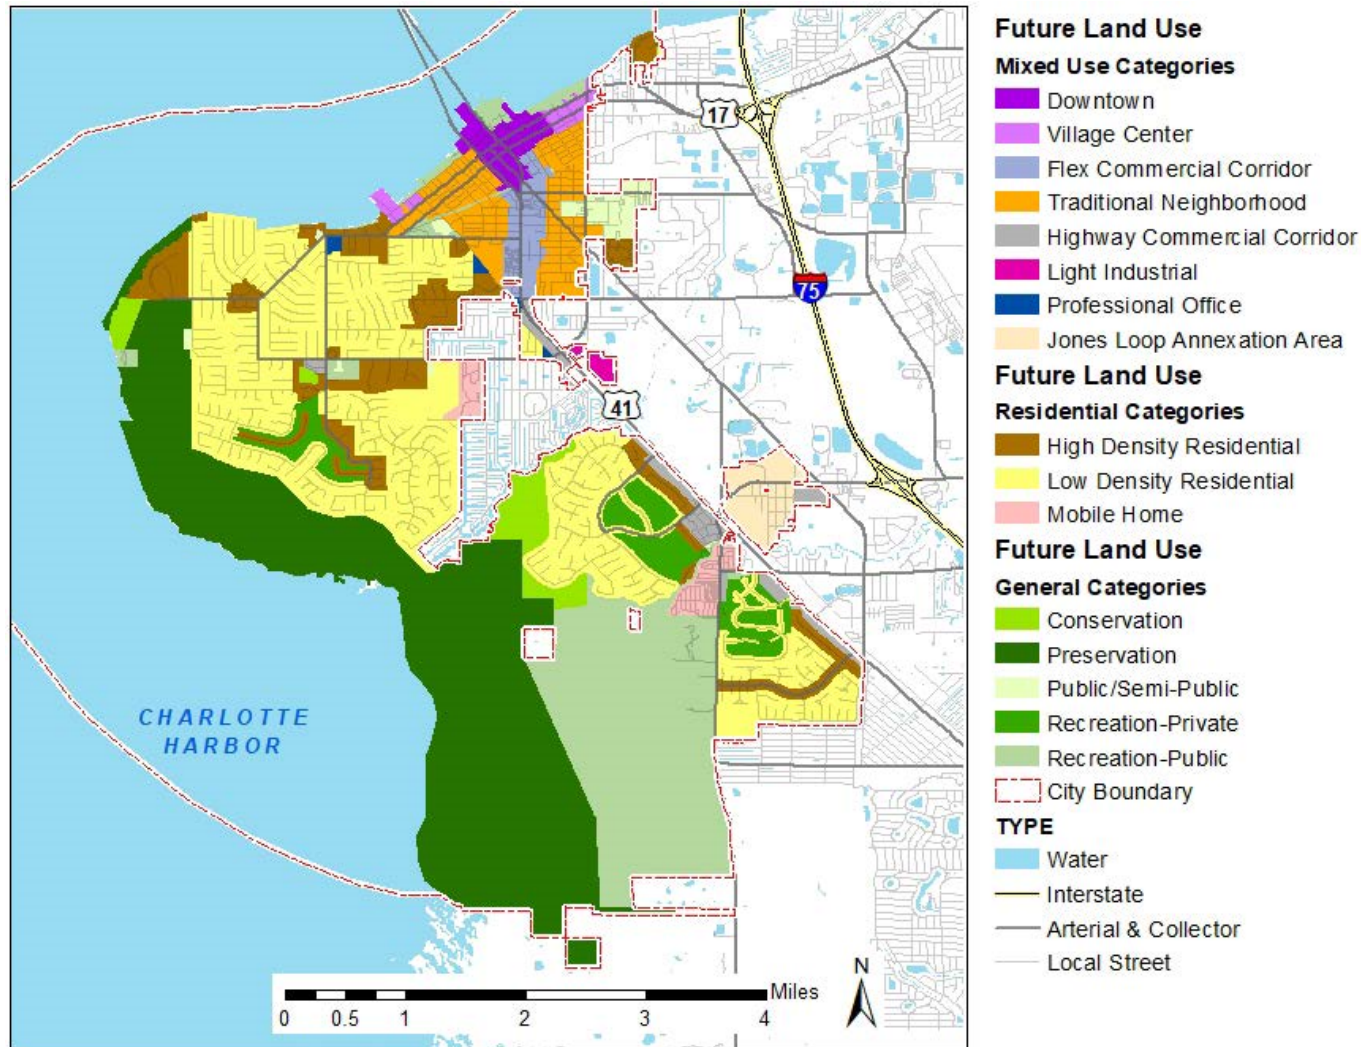 17
75
41
CHARLOTTE
HARBOR
N
Miles
0 0.5 1 2 3 4
Future Land Use
Mixed Use Categories
Downtown
Village Center
Flex Commercial Corridor
Traditional Neighborhood
Highway Commercial Corridor
Light Industrial
Professional Office
Jones Loop Annexation Area
Future Land Use
Residential Categories
High Density Residential
Low Density Residential
Mobile Home
Future Land Use
General Categories
Conservation
Preservation
Public/Semi-Public
Recreation-Private
Recreation-Public
City Boundary
TYPE
Water
Interstate
Arterial & Collector
Local Street